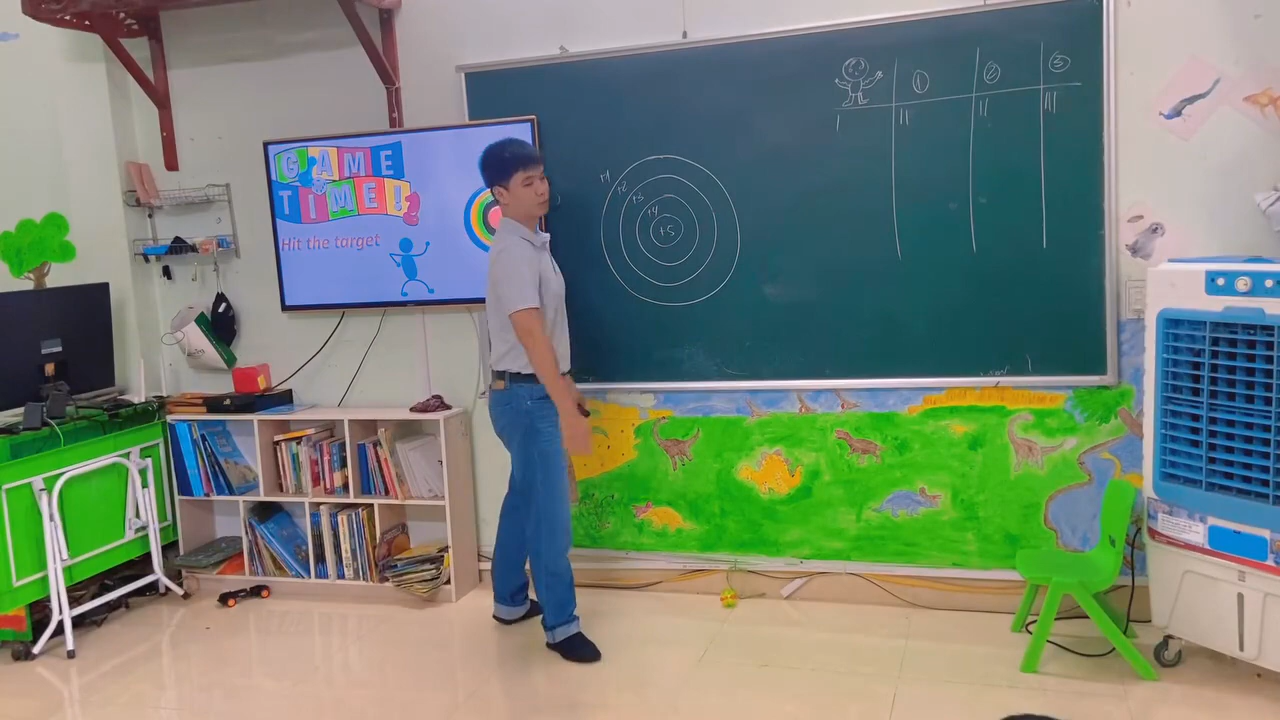 GAME
TIME!
Hit the target
+1
+2
+3
+4
+5
① ② ③
| || || |||